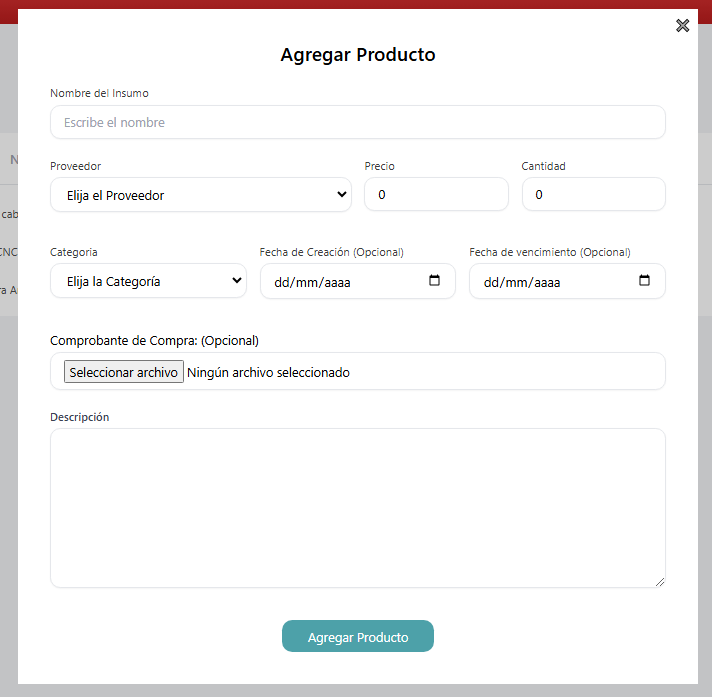 Agregar Producto
Nombre del Insumo
Escribe el nombre
Proveedor Precio Cantidad
Elija el Proveedor 0 0
Categoría Fecha de Creación (Opcional) Fecha de vencimiento (Opcional)
Elija la Categoría dd/mm/aaaa dd/mm/aaaa
Comprobante de Compra: (Opcional)
Seleccionar archivo Ningún archivo seleccionado
Descripción
Agregar Producto